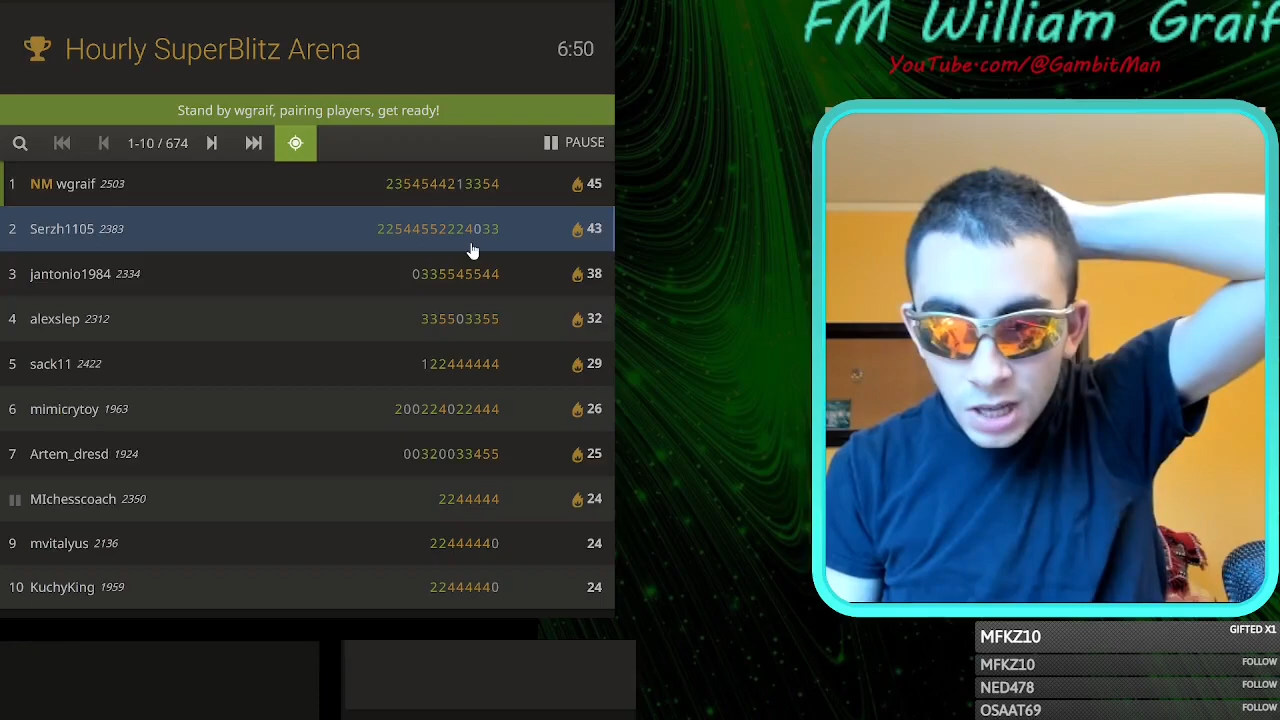 Hourly SuperBlitz Arena 6:50
Stand by wgraif, pairing players, get ready!
1-10 / 674 PAUSE
1 NM wgraif 2503 2354544213354 45
2 Serzh1105 2383 22544552224033 43
3 jantonio1984 2334 0335545544 38
4 alexslep 2312 335503355 32
5 sack11 2422 122444444 29
6 mimicrytoy 1963 200224022444 26
7 Artem_dresd 1924 00320033455 25
MIchesscoach 2350 2244444 24
9 mvitalyus 2136 22444440 24
10 KuchyKing 1959 22444440 24
FM William Graif
YouTube.com/@GambitMan
MFKZ10 GIFTED X1
MFKZ10 FOLLOW
NED478 FOLLOW
OSAAT69 FOLLOW